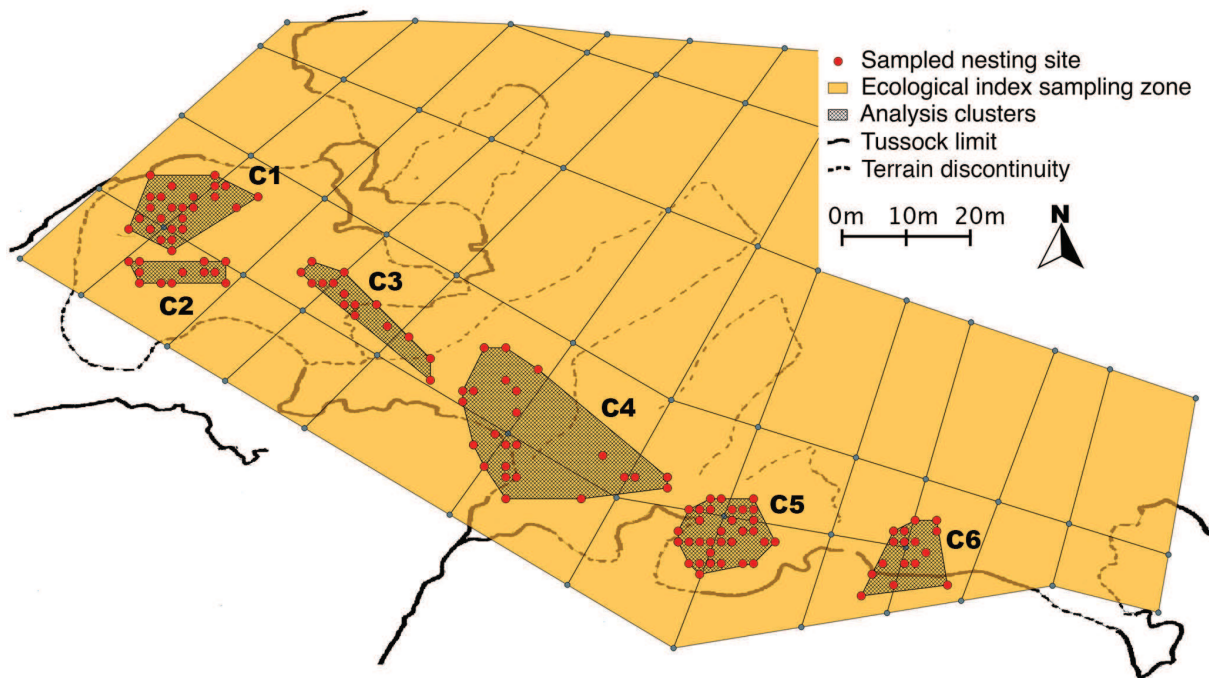 Sampled nesting site
Ecological index sampling zone
Analysis clusters
Tussock limit
Terrain discontinuity
0m 10m 20m
N
C1
C2
C3
C4
C5
C6